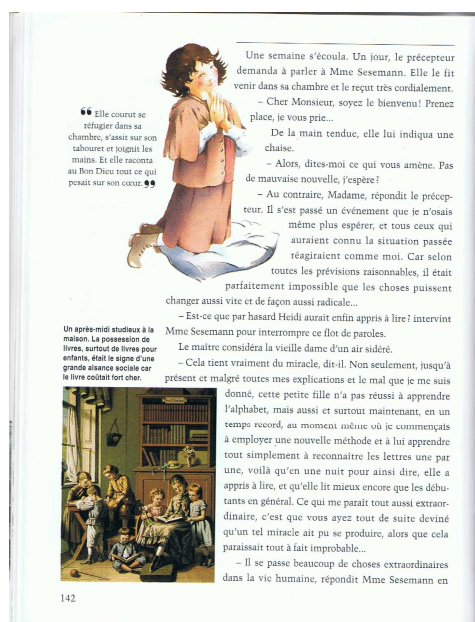 ❝ Elle courut se
réfugier dans sa
chambre, s'assit sur son
tabouret et joignit les
mains. Et elle raconta
au Bon Dieu tout ce qui
pesait sur son cœur. ❞
Une semaine s'écoula. Un jour, le précepteur
demanda à parler à Mme Sesemann. Elle le fit
venir dans sa chambre et le reçut très cordialement.
– Cher Monsieur, soyez le bienvenu ! Prenez
place, je vous prie...
De la main tendue, elle lui indiqua une
chaise.
– Alors, dites-moi ce qui vous amène. Pas
de mauvaise nouvelle, j'espère ?
– Au contraire, Madame, répondit le précep-
teur. Il s'est passé un événement que je n'osais
même plus espérer, et tous ceux qui
auraient connu la situation passée
réagiraient comme moi. Car selon
toutes les prévisions raisonnables, il était
parfaitement impossible que les choses puissent
changer aussi vite et de façon aussi radicale...
– Est-ce que par hasard Heidi aurait enfin appris à lire ? intervint
Mme Sesemann pour interrompre ce flot de paroles.
Le maître considéra la vieille dame d'un air sidéré.
– Cela tient vraiment du miracle, dit-il. Non seulement, jusqu'à
présent et malgré toutes mes explications et le mal que je me suis
donné, cette petite fille n'a pas réussi à apprendre
l'alphabet, mais aussi et surtout maintenant, en un
temps record, au moment même où je commençais
à employer une nouvelle méthode et à lui apprendre
tout simplement à reconnaître les lettres une par
une, voilà qu'en une nuit pour ainsi dire, elle a
appris à lire, et qu'elle lit mieux encore que les débu-
tants en général. Ce qui me paraît tout aussi extraor-
dinaire, c'est que vous ayez tout de suite deviné
qu'un tel miracle ait pu se produire, alors que cela
paraissait tout à fait improbable...
– Il se passe beaucoup de choses extraordinaires
dans la vie humaine, répondit Mme Sesemann en
Un après-midi studieux à la
maison. La possession de
livres, surtout de livres pour
enfants, était le signe d'une
grande aisance sociale car
le livre coûtait fort cher.
142